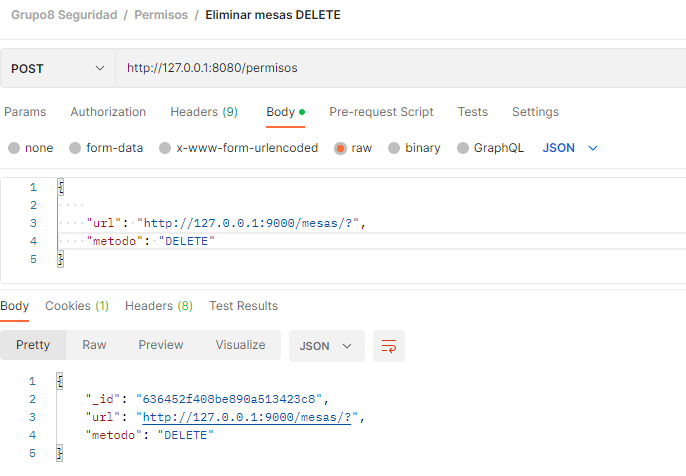 Grupo8 Seguridad / Permisos / Eliminar mesas DELETE
POST http://127.0.0.1:8080/permisos
Params Authorization Headers (9) Body Pre-request Script Tests Settings
none form-data x-www-form-urlencoded raw binary GraphQL JSON
1 {
2
3 "url": "http://127.0.0.1:9000/mesas/?",
4 "metodo": "DELETE"
5 }
Body Cookies (1) Headers (8) Test Results
Pretty Raw Preview Visualize JSON
1 {
2 "_id": "636452f408be890a513423c8",
3 "url": "http://127.0.0.1:9000/mesas/?",
4 "metodo": "DELETE"
5 }